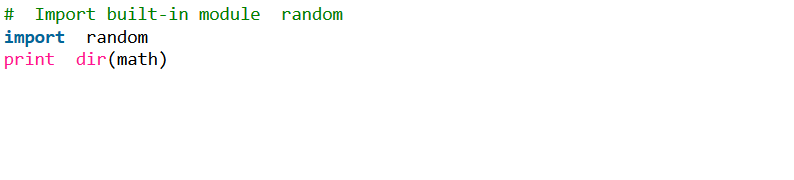 #  Import built-in module  random
import  random
print  dir(math)